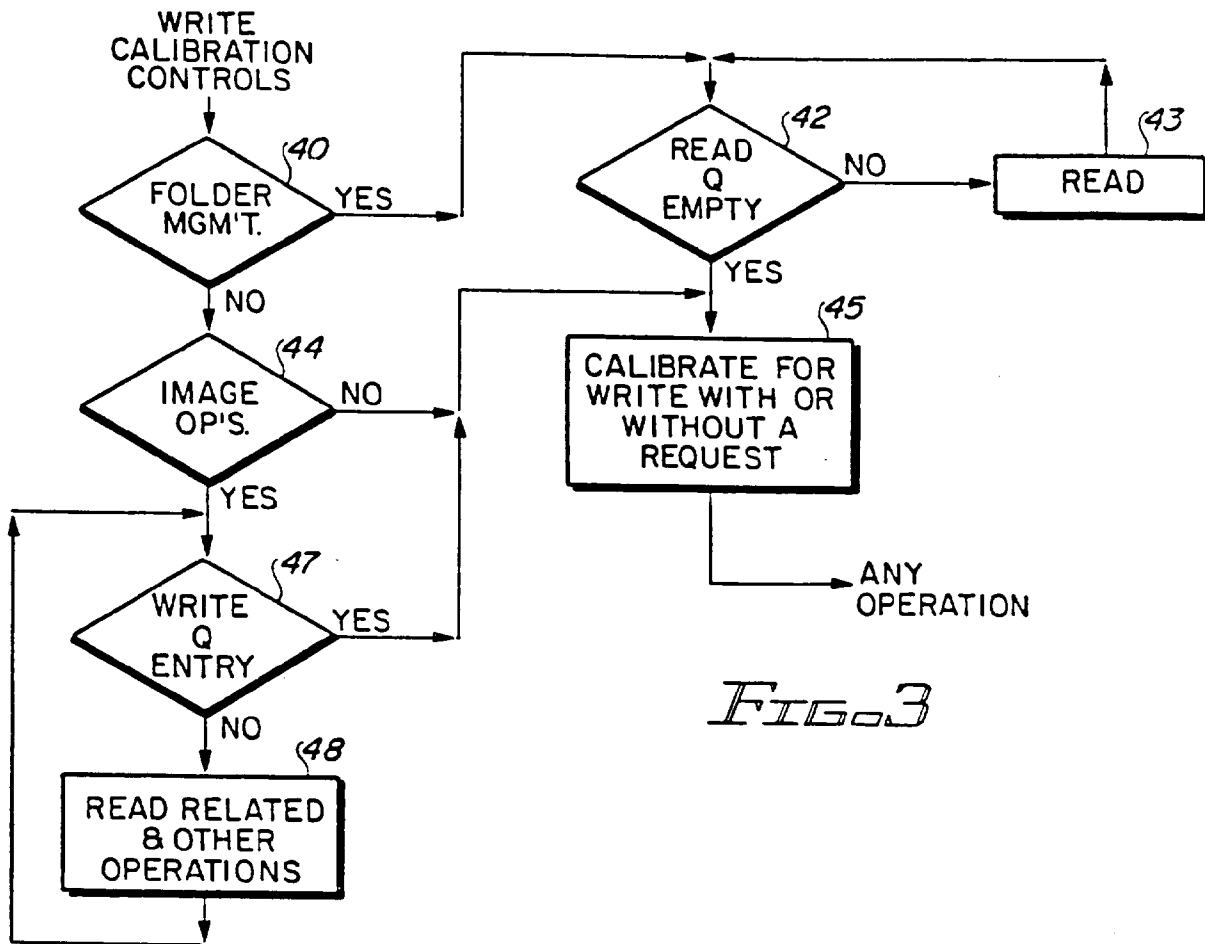 WRITE
CALIBRATION
CONTROLS
40
FOLDER
MGM'T.
YES
NO
42
READ
Q
EMPTY
NO
YES
43
READ
44
IMAGE
OP'S.
NO
YES
45
CALIBRATE FOR
WRITE WITH OR
WITHOUT A
REQUEST
ANY
OPERATION
47
WRITE
Q
ENTRY
YES
NO
48
READ RELATED
& OTHER
OPERATIONS
FIG. 3